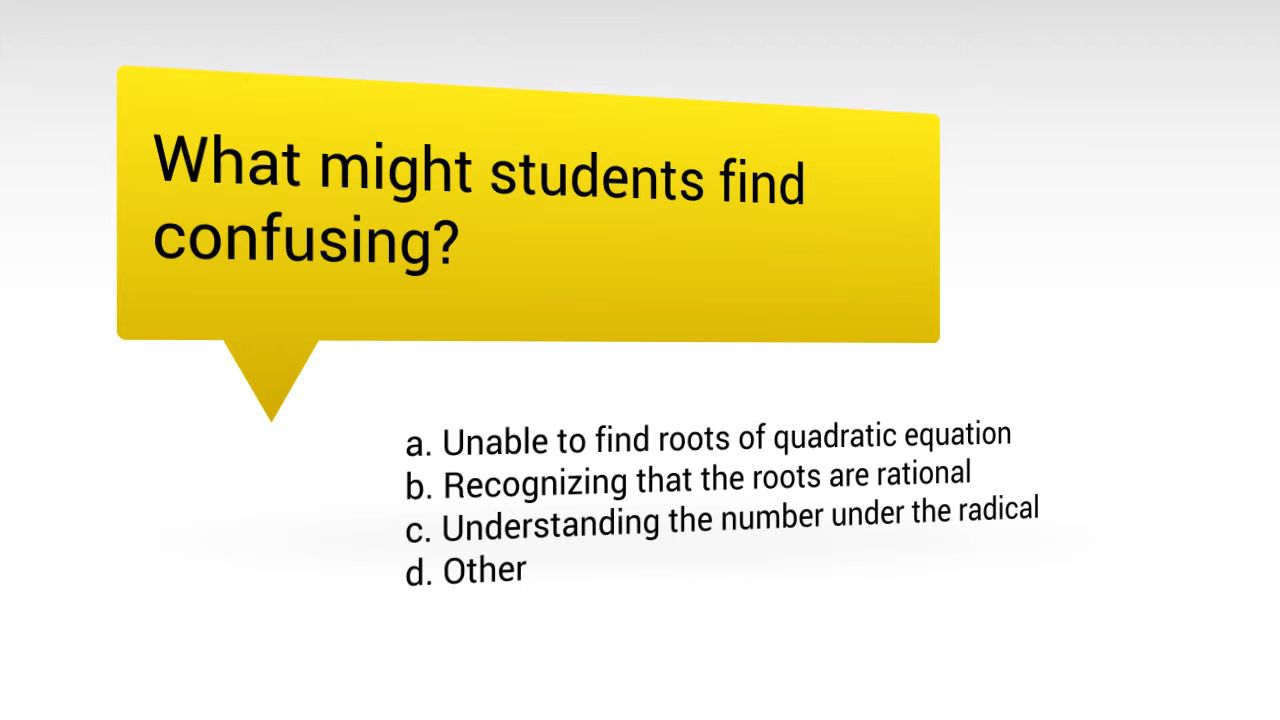 What might students find
confusing?
a. Unable to find roots of quadratic equation
b. Recognizing that the roots are rational
c. Understanding the number under the radical
d. Other